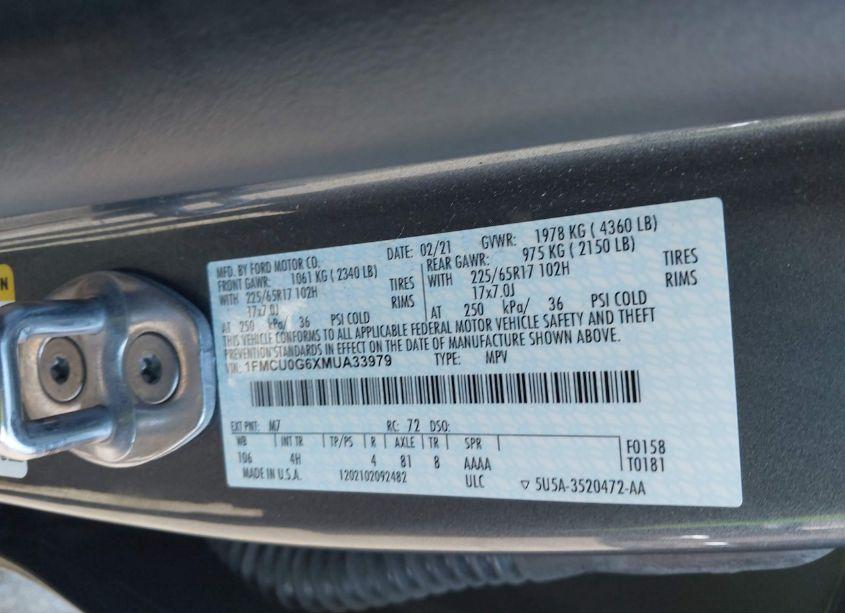 MFD. BY FORD MOTOR CO. DATE: 02/21 GVWR: 1978 KG ( 4360 LB)
FRONT GAWR: 1061 KG ( 2340 LB) REAR GAWR: 975 KG ( 2150 LB)
WITH 225/65R17 102H TIRES WITH 225/65R17 102H TIRES
17x7.0J RIMS 17x7.0J RIMS
AT 250 kPa/ 36 PSI COLD AT 250 kPa/ 36 PSI COLD
THIS VEHICLE CONFORMS TO ALL APPLICABLE FEDERAL MOTOR VEHICLE SAFETY AND THEFT
PREVENTION STANDARDS IN EFFECT ON THE DATE OF MANUFACTURE SHOWN ABOVE.
VIN: 1FMCU0G6XMUA33979 TYPE: MPV
EXT PNT: M7 RC: 72 DSO:
WB INT TR TP/PS R AXLE TR SPR F0158
106 4H 4 81 8 AAAA T0181
MADE IN U.S.A. 1202102092482 ULC ▽ 5U5A-3520472-AA